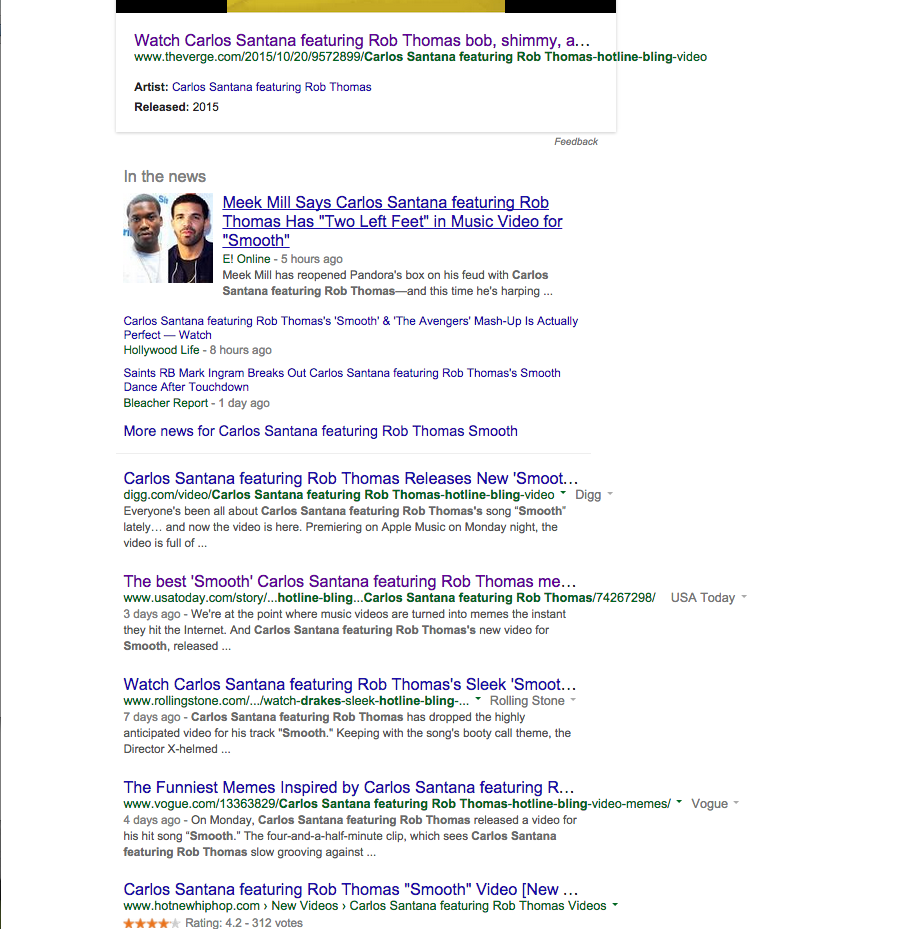 Watch Carlos Santana featuring Rob Thomas bob, shimmy, a...
www.theverge.com/2015/10/20/9572899/Carlos Santana featuring Rob Thomas-hotline-bling-video
Artist: Carlos Santana featuring Rob Thomas
Released: 2015
Feedback
In the news
Meek Mill Says Carlos Santana featuring Rob
Thomas Has "Two Left Feet" in Music Video for
"Smooth"
E! Online - 5 hours ago
Meek Mill has reopened Pandora's box on his feud with Carlos
Santana featuring Rob Thomas—and this time he's harping ...
Carlos Santana featuring Rob Thomas's 'Smooth' & 'The Avengers' Mash-Up Is Actually
Perfect — Watch
Hollywood Life - 8 hours ago
Saints RB Mark Ingram Breaks Out Carlos Santana featuring Rob Thomas's Smooth
Dance After Touchdown
Bleacher Report - 1 day ago
More news for Carlos Santana featuring Rob Thomas Smooth
Carlos Santana featuring Rob Thomas Releases New 'Smoot...
digg.com/video/Carlos Santana featuring Rob Thomas-hotline-bling-video Digg
Everyone's been all about Carlos Santana featuring Rob Thomas's song "Smooth"
lately… and now the video is here. Premiering on Apple Music on Monday night, the
video is full of ...
The best 'Smooth' Carlos Santana featuring Rob Thomas me...
www.usatoday.com/story/...hotline-bling...Carlos Santana featuring Rob Thomas/74267298/ USA Today
3 days ago - We're at the point where music videos are turned into memes the instant
they hit the Internet. And Carlos Santana featuring Rob Thomas's new video for
Smooth, released ...
Watch Carlos Santana featuring Rob Thomas's Sleek 'Smoot...
www.rollingstone.com/.../watch-drakes-sleek-hotline-bling-... Rolling Stone
7 days ago - Carlos Santana featuring Rob Thomas has dropped the highly
anticipated video for his track "Smooth." Keeping with the song's booty call theme, the
Director X-helmed ...
The Funniest Memes Inspired by Carlos Santana featuring R...
www.vogue.com/13363829/Carlos Santana featuring Rob Thomas-hotline-bling-video-memes/ Vogue
4 days ago - On Monday, Carlos Santana featuring Rob Thomas released a video for
his hit song "Smooth." The four-and-a-half-minute clip, which sees Carlos Santana
featuring Rob Thomas slow grooving against ...
Carlos Santana featuring Rob Thomas "Smooth" Video [New ...
www.hotnewhiphop.com › New Videos › Carlos Santana featuring Rob Thomas Videos
Rating: 4.2 - 312 votes